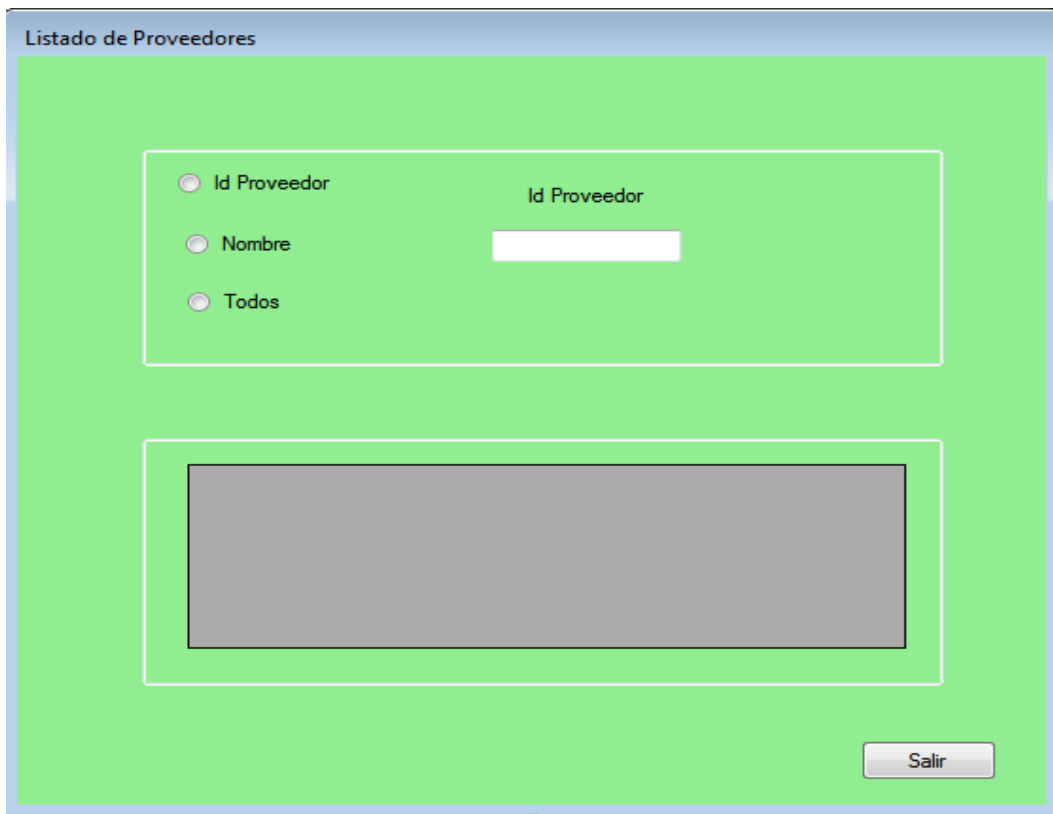 Listado de Proveedores
Id Proveedor
Id Proveedor
Nombre
Todos
Salir